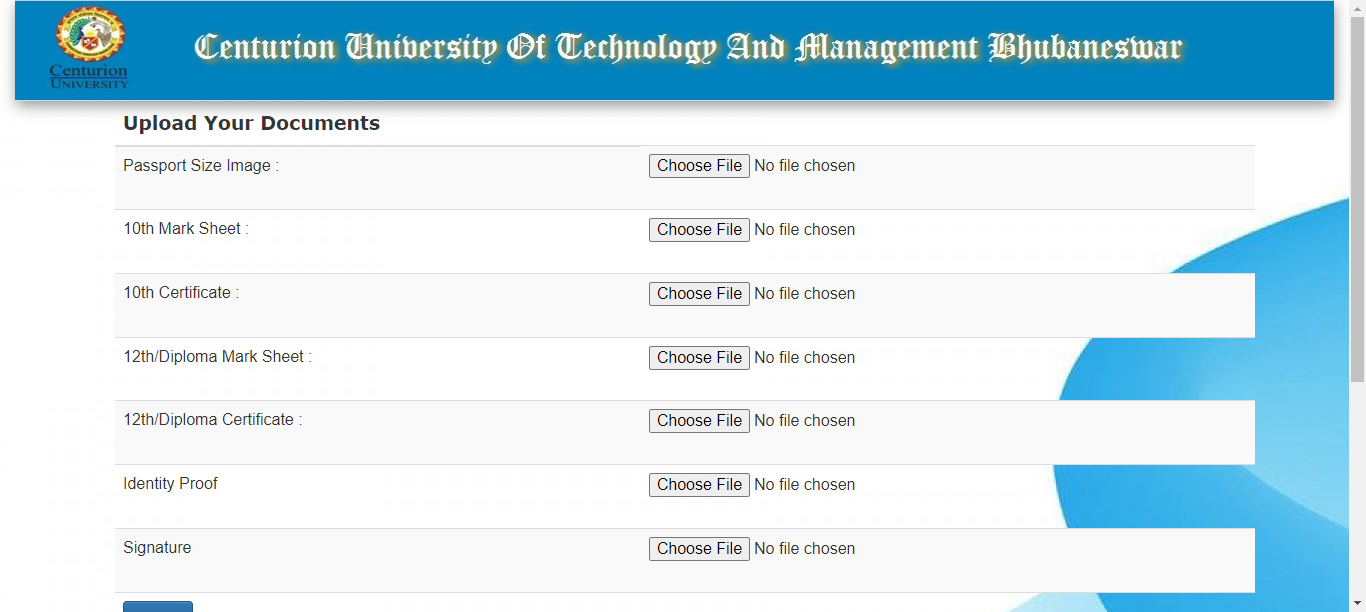 Centurion
UNIVERSITY
Centurion University Of Technology And Management Bhubaneswar
Upload Your Documents
Passport Size Image : Choose File No file chosen
10th Mark Sheet : Choose File No file chosen
10th Certificate : Choose File No file chosen
12th/Diploma Mark Sheet : Choose File No file chosen
12th/Diploma Certificate : Choose File No file chosen
Identity Proof Choose File No file chosen
Signature Choose File No file chosen